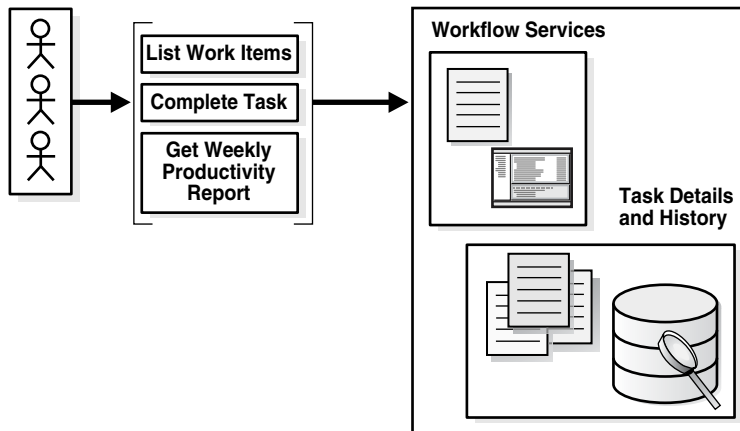 List Work Items
Complete Task
Get Weekly
Productivity
Report
Workflow Services
Task Details
and History